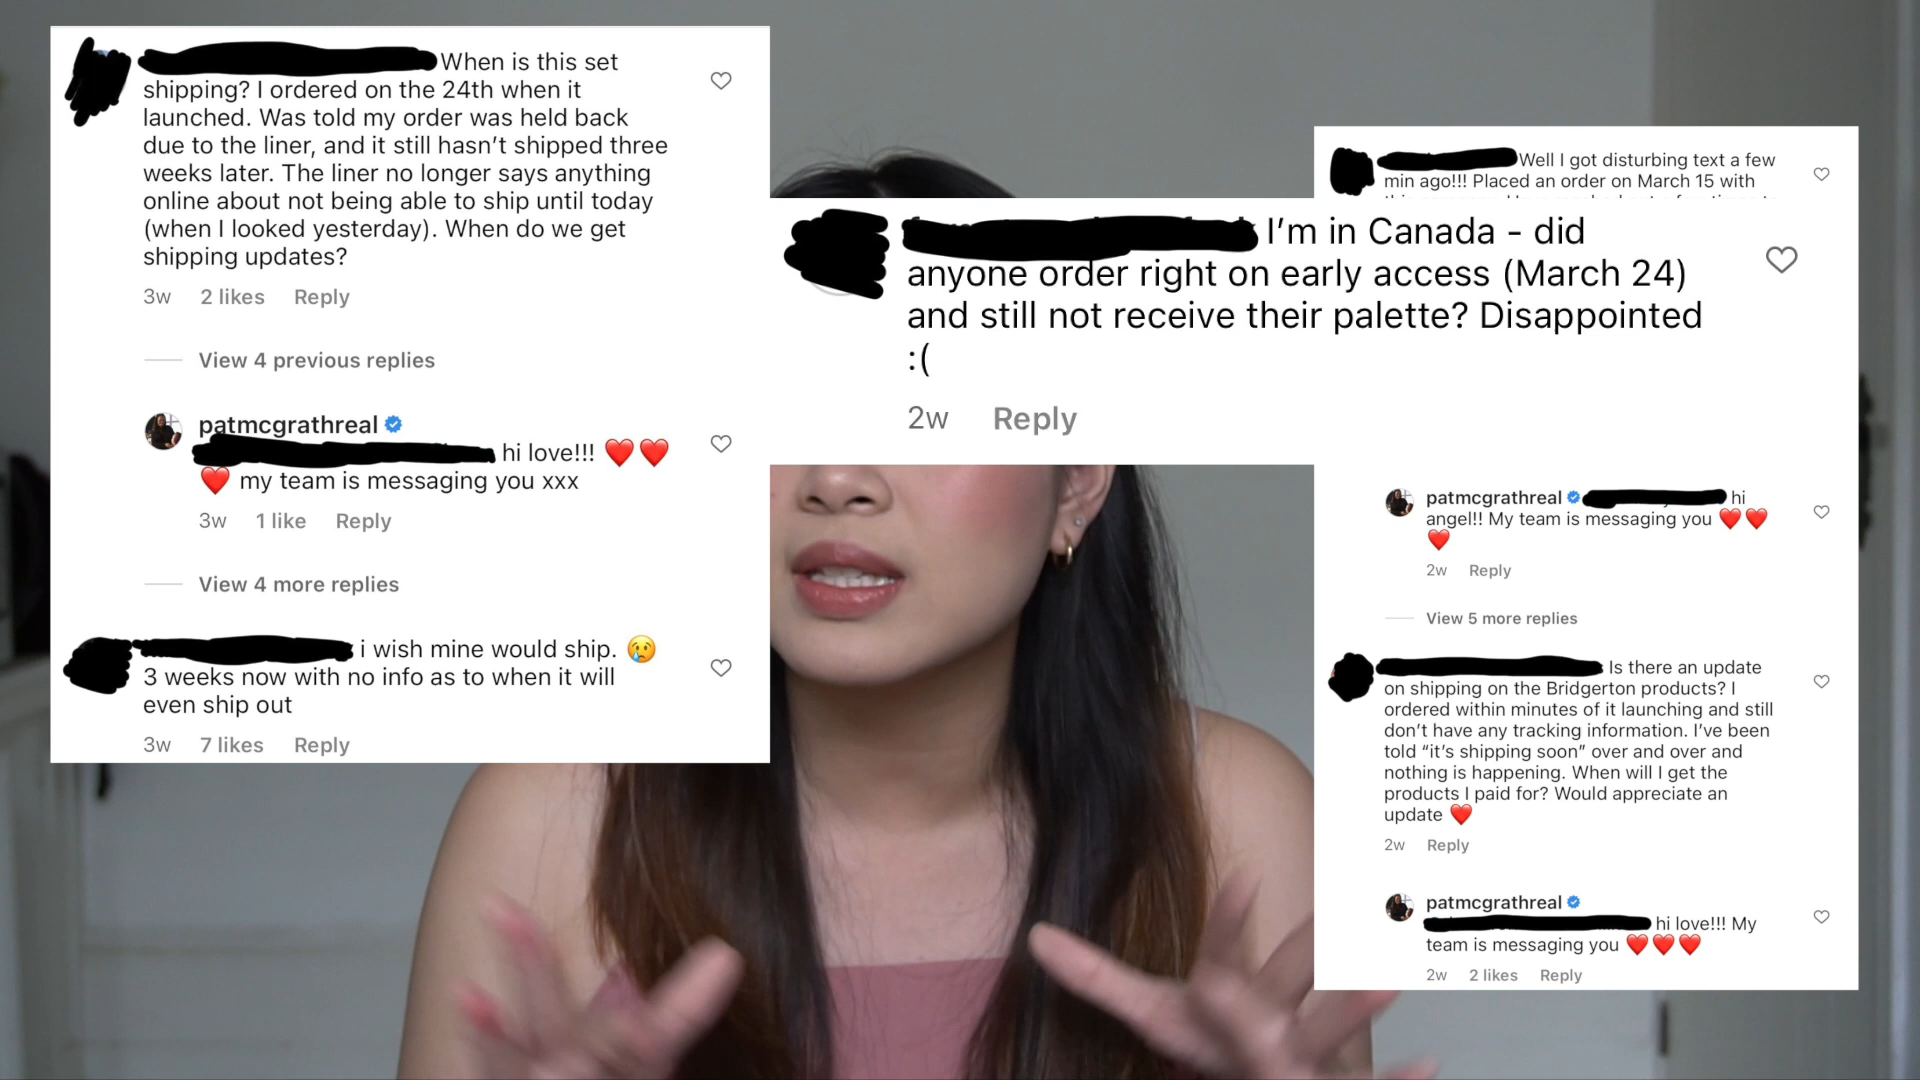 When is this set
shipping? I ordered on the 24th when it
launched. Was told my order was held back
due to the liner, and it still hasn’t shipped three
weeks later. The liner no longer says anything
online about not being able to ship until today
(when I looked yesterday). When do we get
shipping updates?
3w 2 likes Reply
View 4 previous replies
patmcgrathreal
hi love!!! ❤️❤️
❤️ my team is messaging you xxx
3w 1 like Reply
View 4 more replies
i wish mine would ship. 😢
3 weeks now with no info as to when it will
even ship out
3w 7 likes Reply
I’m in Canada - did
anyone order right on early access (March 24)
and still not receive their palette? Disappointed
:(
2w Reply
Well I got disturbing text a few
min ago!!! Placed an order on March 15 with
patmcgrathreal hi
angel!! My team is messaging you ❤️❤️
❤️
2w Reply
View 5 more replies
Is there an update
on shipping on the Bridgerton products? I
ordered within minutes of it launching and still
don’t have any tracking information. I’ve been
told “it’s shipping soon” over and over and
nothing is happening. When will I get the
products I paid for? Would appreciate an
update ❤️
2w Reply
patmcgrathreal
hi love!!! My
team is messaging you ❤️❤️❤️
2w 2 likes Reply